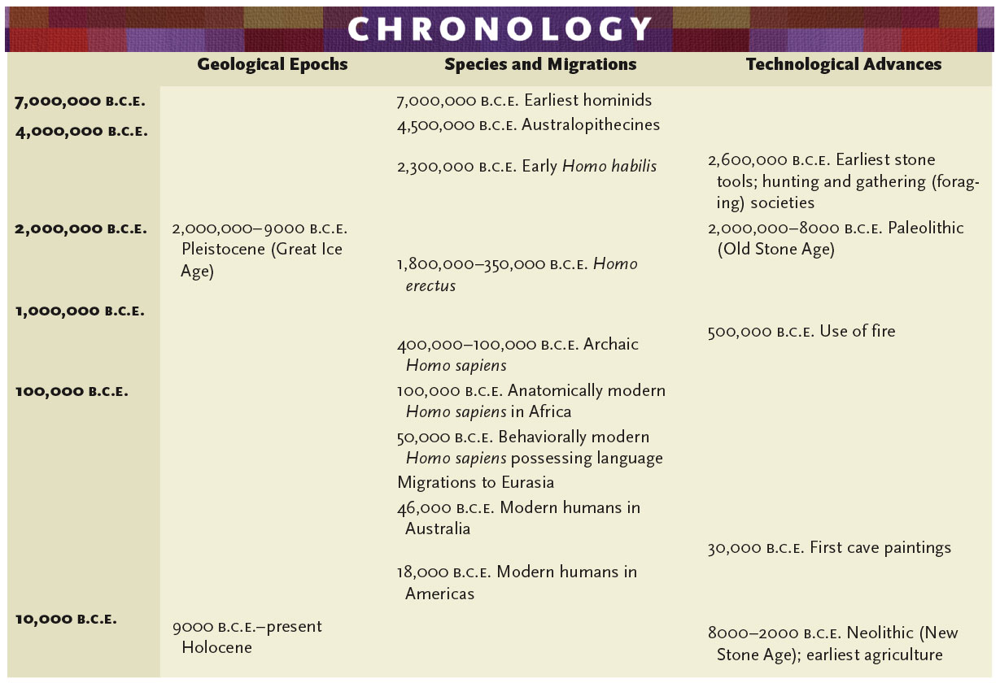 CHRONOLOGY
Geological Epochs
Species and Migrations
Technological Advances
7,000,000 B.C.E.
7,000,000 B.C.E. Earliest hominids
4,000,000 B.C.E.
4,500,000 B.C.E. Australopithecines
2,300,000 B.C.E. Early Homo habilis
2,600,000 B.C.E. Earliest stone
tools; hunting and gathering (forag-
ing) societies
2,000,000 B.C.E.
2,000,000–9000 B.C.E.
Pleistocene (Great Ice
Age)
2,000,000–8000 B.C.E. Paleolithic
(Old Stone Age)
1,800,000–350,000 B.C.E. Homo
erectus
1,000,000 B.C.E.
500,000 B.C.E. Use of fire
400,000–100,000 B.C.E. Archaic
Homo sapiens
100,000 B.C.E.
100,000 B.C.E. Anatomically modern
Homo sapiens in Africa
50,000 B.C.E. Behaviorally modern
Homo sapiens possessing language
Migrations to Eurasia
46,000 B.C.E. Modern humans in
Australia
30,000 B.C.E. First cave paintings
18,000 B.C.E. Modern humans in
Americas
10,000 B.C.E.
9000 B.C.E.–present
Holocene
8000–2000 B.C.E. Neolithic (New
Stone Age); earliest agriculture